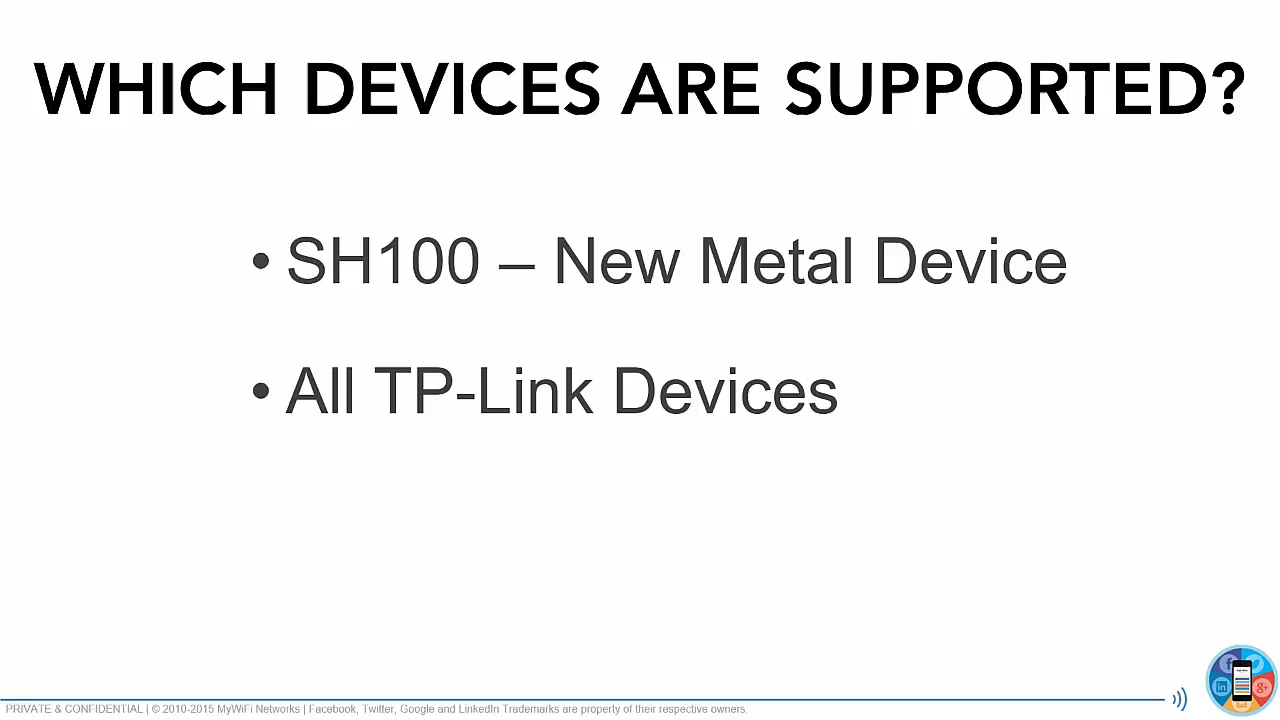 WHICH DEVICES ARE SUPPORTED?
• SH100 – New Metal Device
• All TP-Link Devices
PRIVATE & CONFIDENTIAL | © 2010-2015 MyWiFi Networks | Facebook, Twitter, Google and LinkedIn Trademarks are property of their respective owners.